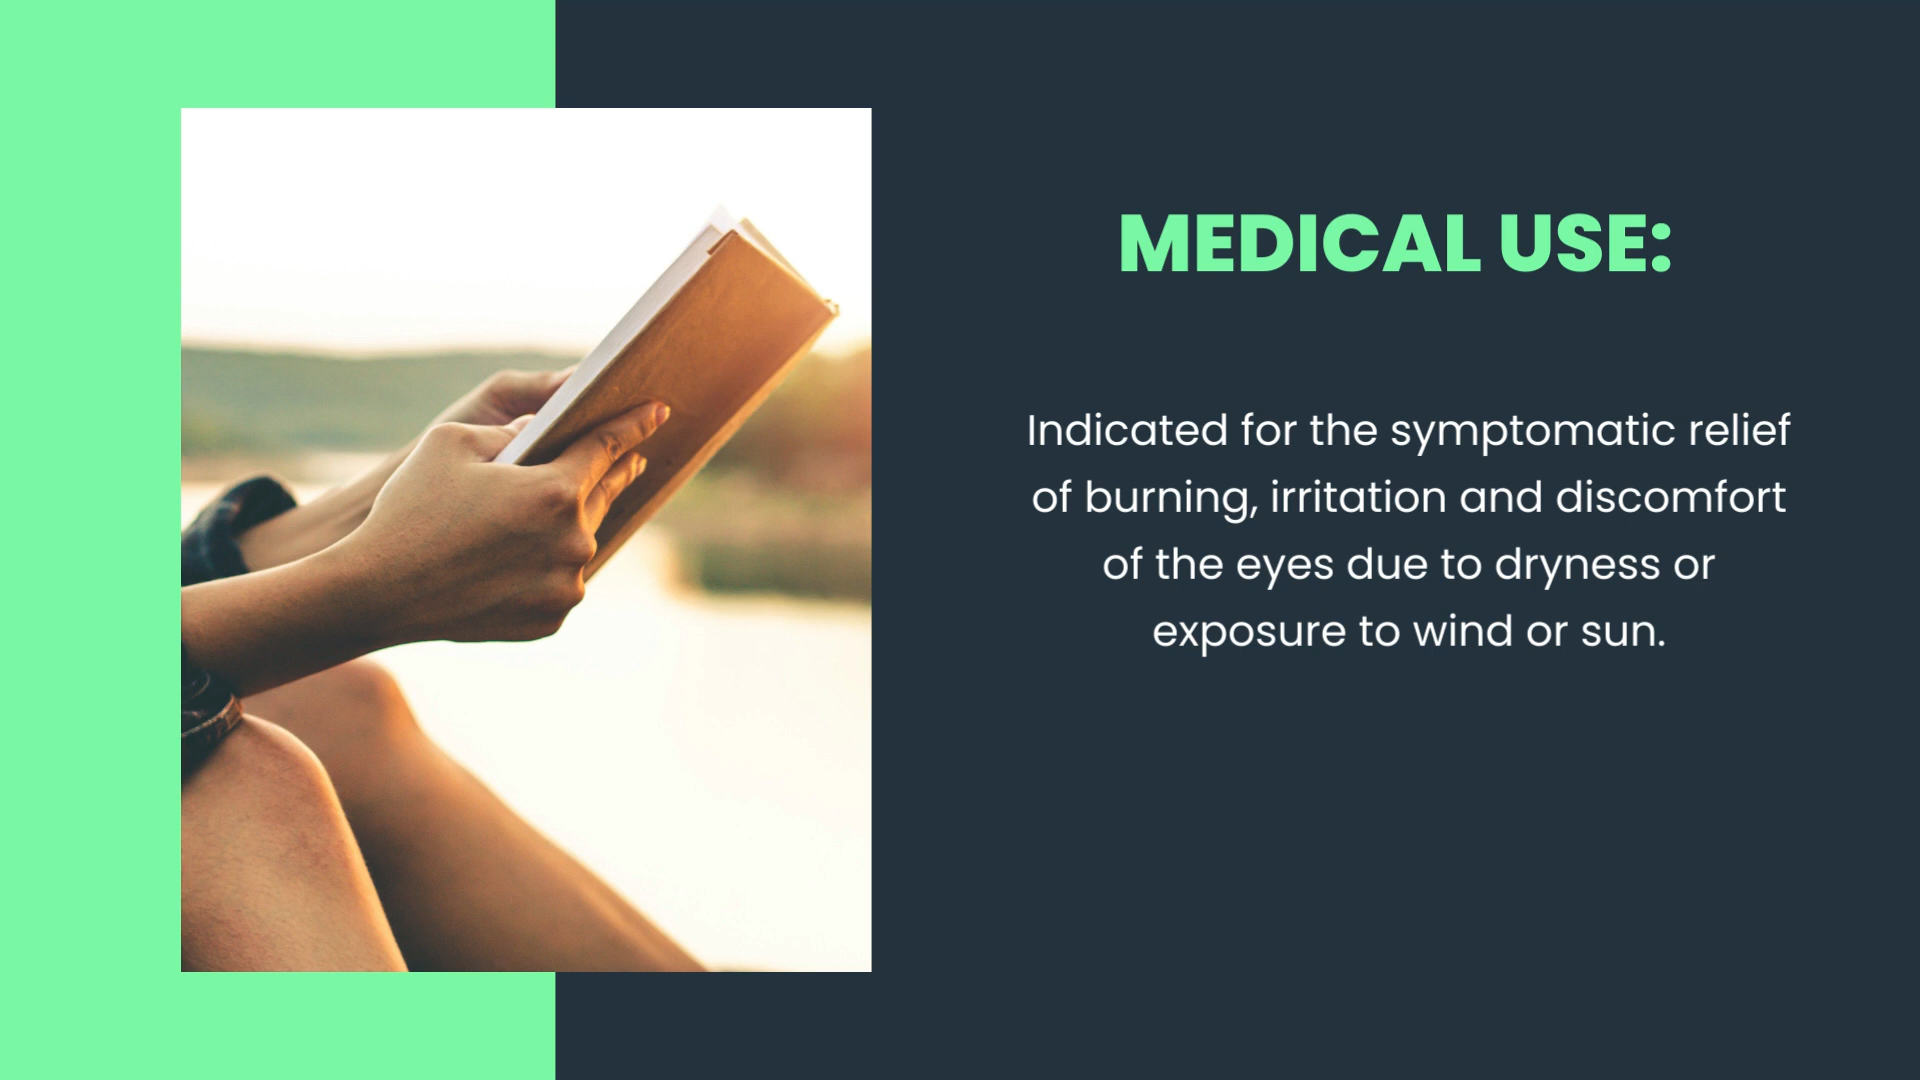 MEDICAL USE:
Indicated for the symptomatic relief
of burning, irritation and discomfort
of the eyes due to dryness or
exposure to wind or sun.